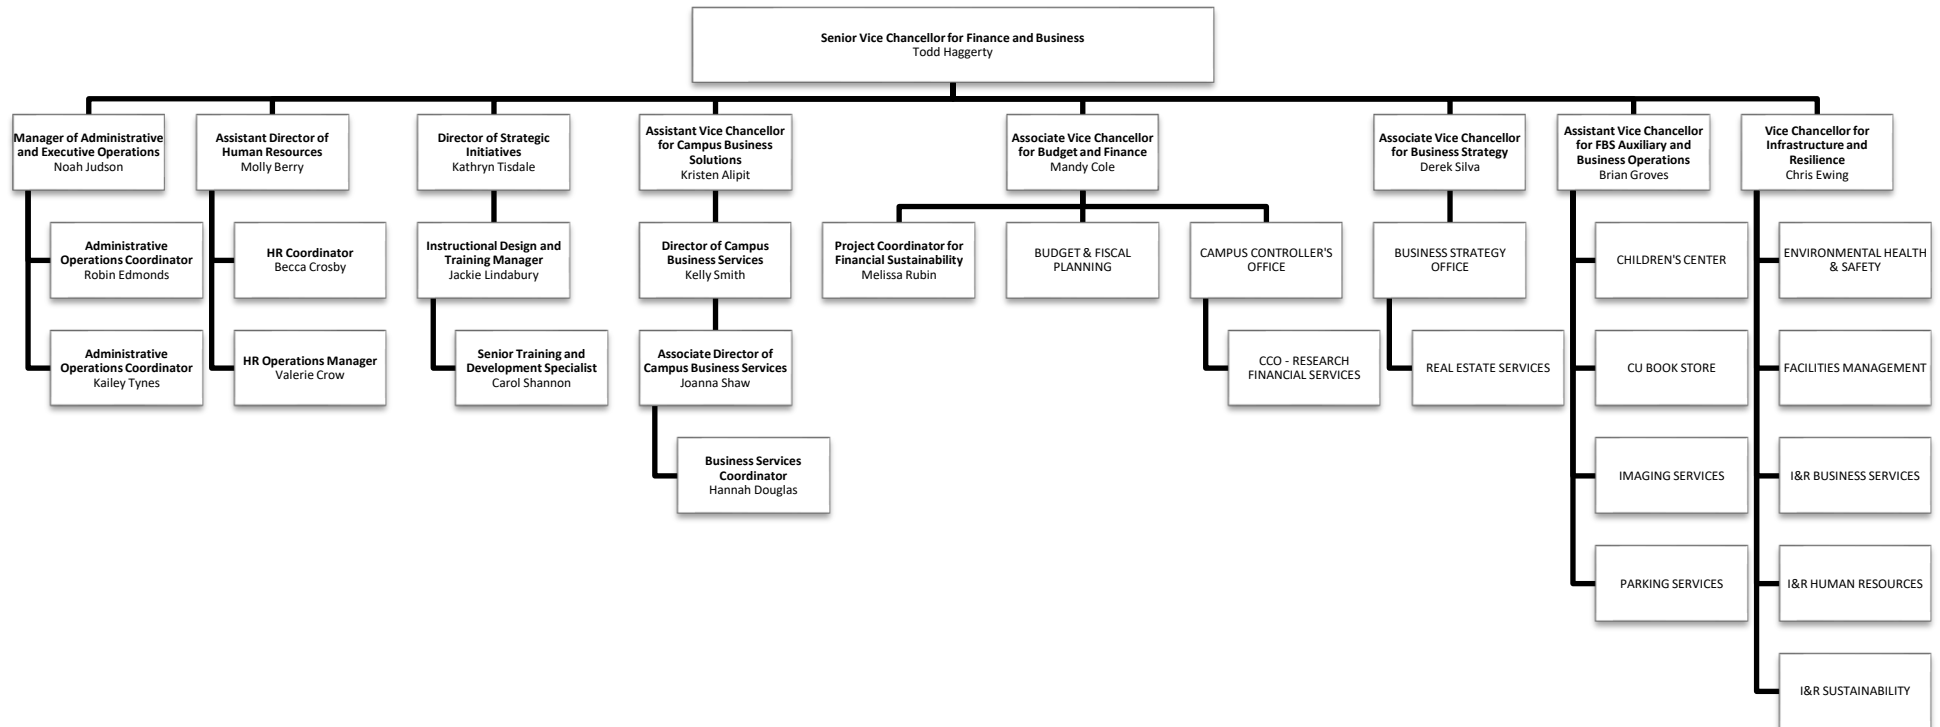 Senior Vice Chancellor for Finance and Business
Todd Haggerty
Manager of Administrative
and Executive Operations
Noah Judson
Assistant Director of
Human Resources
Molly Berry
Director of Strategic
Initiatives
Kathryn Tisdale
Assistant Vice Chancellor
for Campus Business
Solutions
Kristen Alipit
Associate Vice Chancellor
for Budget and Finance
Mandy Cole
Associate Vice Chancellor
for Business Strategy
Derek Silva
Assistant Vice Chancellor
for FBS Auxiliary and
Business Operations
Brian Groves
Vice Chancellor for
Infrastructure and
Resilience
Chris Ewing
Administrative
Operations Coordinator
Robin Edmonds
HR Coordinator
Becca Crosby
Instructional Design and
Training Manager
Jackie Lindabury
Director of Campus
Business Services
Kelly Smith
Project Coordinator for
Financial Sustainability
Melissa Rubin
BUDGET & FISCAL
PLANNING
CAMPUS CONTROLLER'S
OFFICE
BUSINESS STRATEGY
OFFICE
CHILDREN'S CENTER
ENVIRONMENTAL HEALTH
& SAFETY
Administrative
Operations Coordinator
Kailey Tynes
HR Operations Manager
Valerie Crow
Senior Training and
Development Specialist
Carol Shannon
Associate Director of
Campus Business Services
Joanna Shaw
CCO - RESEARCH
FINANCIAL SERVICES
REAL ESTATE SERVICES
CU BOOK STORE
FACILITIES MANAGEMENT
Business Services
Coordinator
Hannah Douglas
IMAGING SERVICES
I&R BUSINESS SERVICES
PARKING SERVICES
I&R HUMAN RESOURCES
I&R SUSTAINABILITY